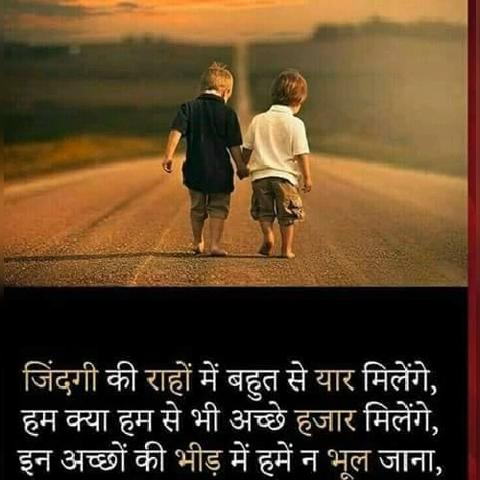 जिंदगी की राहों में बहुत से यार मिलेंगे,
हम क्या हम से भी अच्छे हजार मिलेंगे,
इन अच्छों की भीड़ में हमें न भूल जाना,